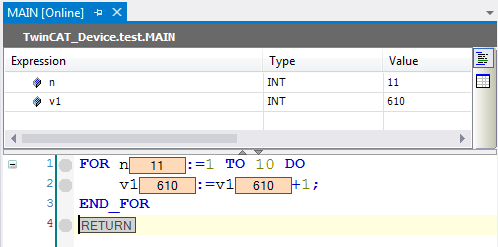 MAIN [Online]
TwinCAT_Device.test.MAIN
Expression Type Value
n INT 11
v1 INT 610
1 FOR n 11 :=1 TO 10 DO
2 v1 610 :=v1 610 +1;
3 END_FOR
4 RETURN